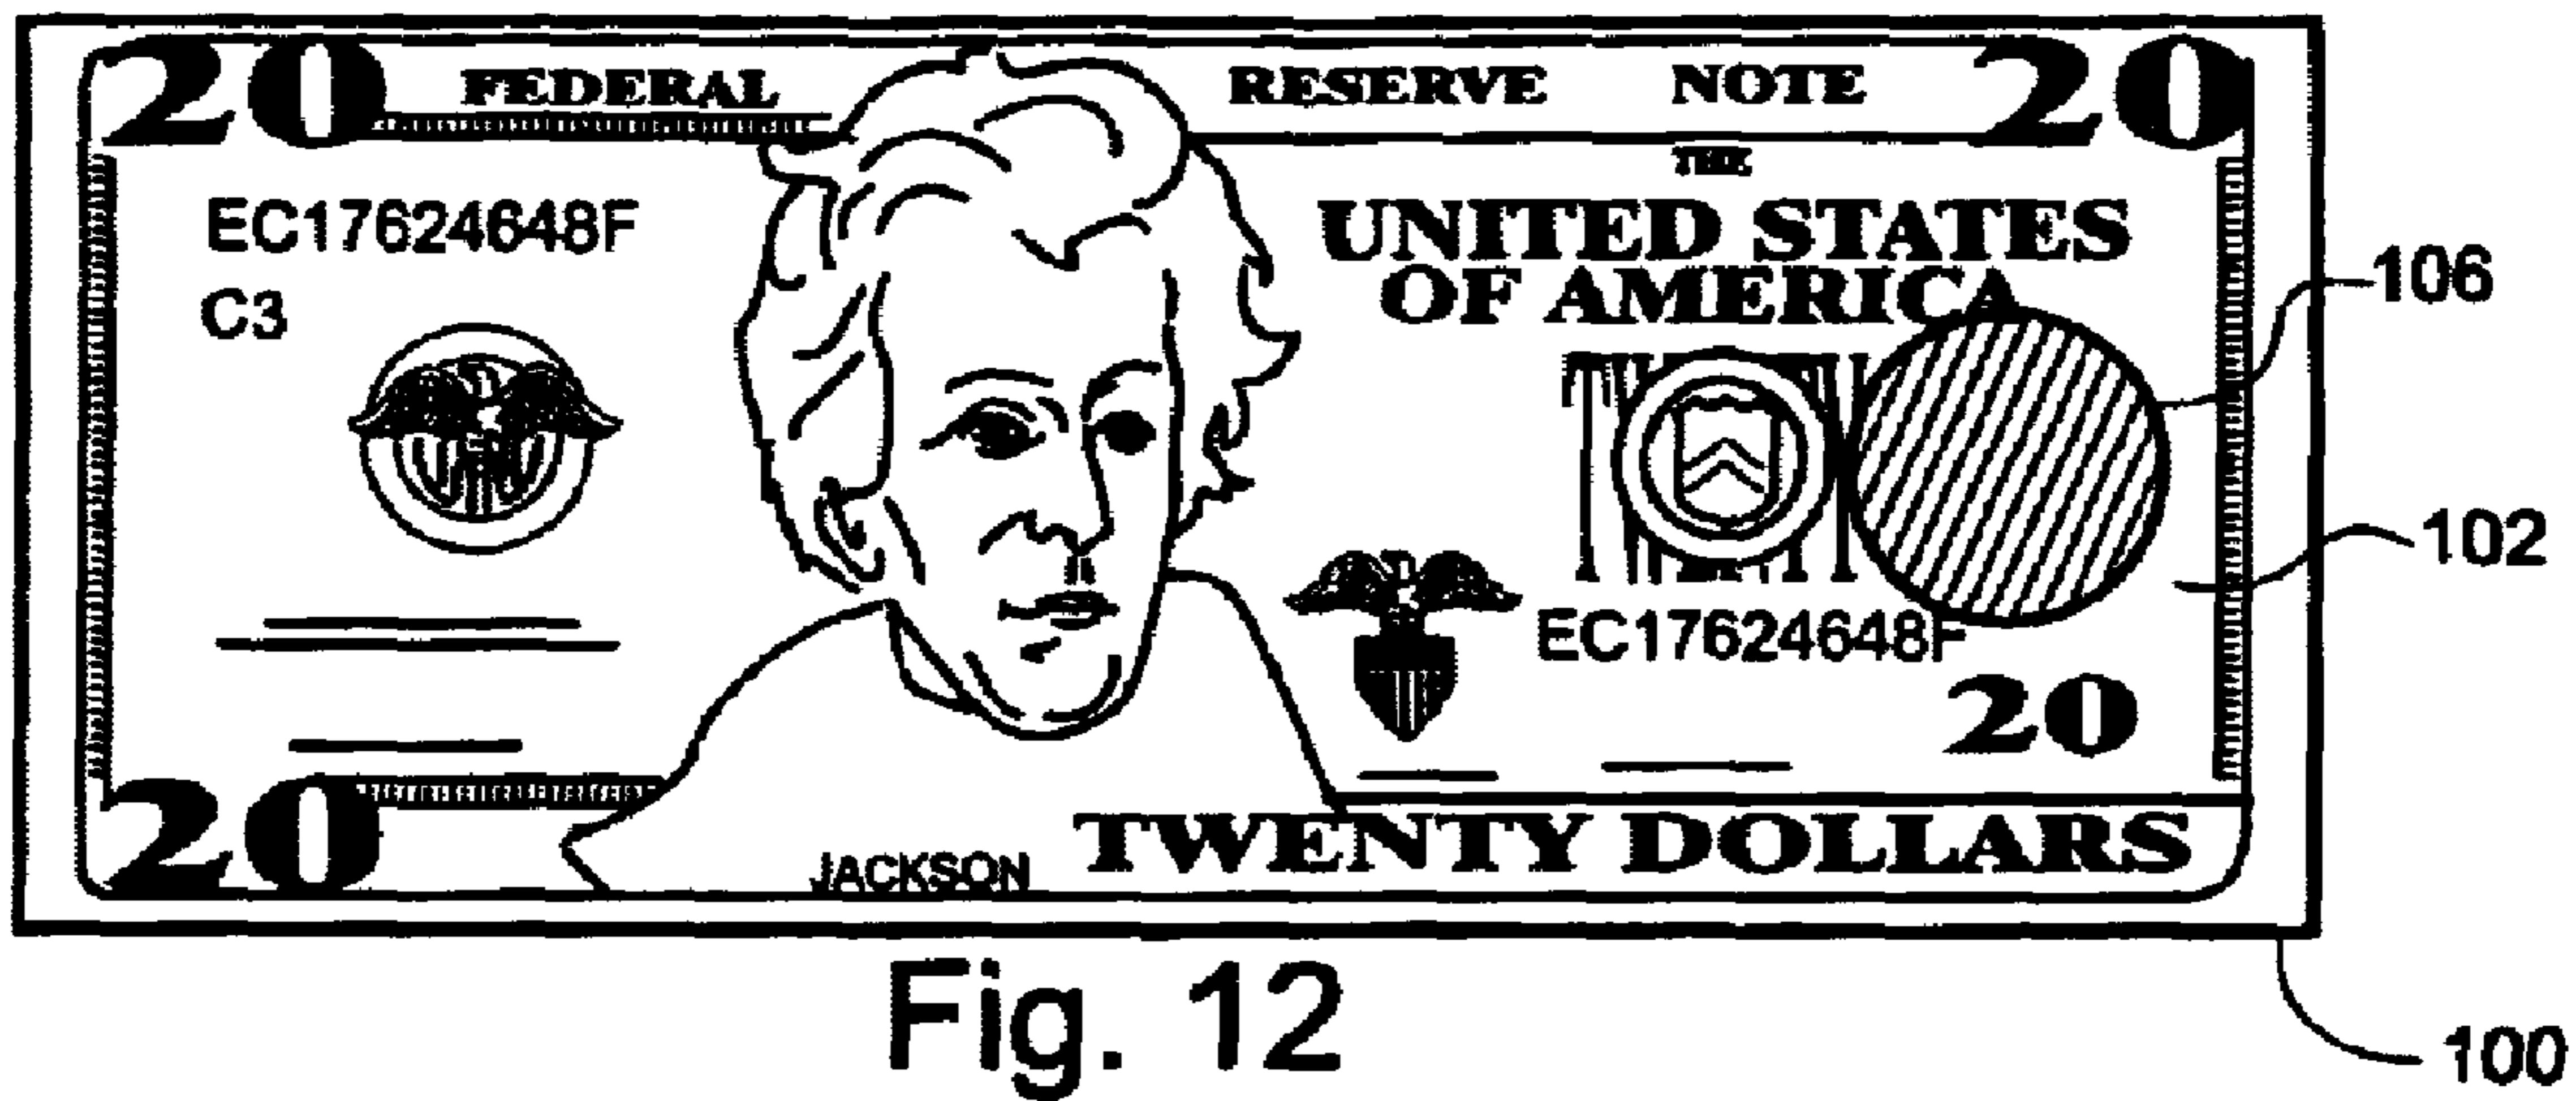 20 FEDERAL RESERVE NOTE 20
THE
EC17624648F
UNITED STATES
C3
OF AMERICA
106
102
EC17624648F
20
20
TWENTY DOLLARS
JACKSON
Fig. 12
100